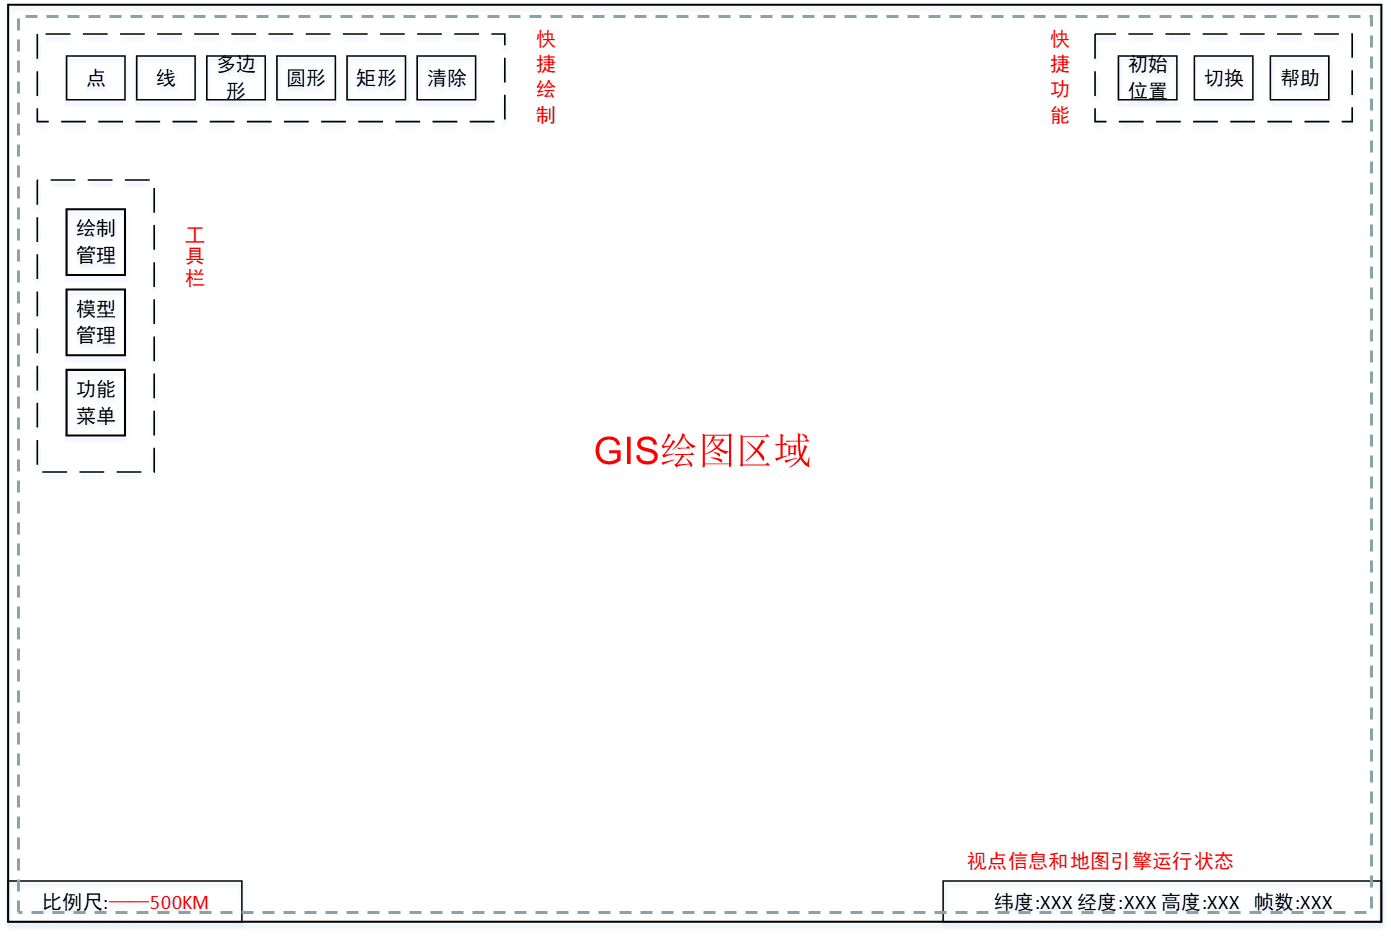 点
线
多边
形
圆形
矩形
清除
快
捷
绘
制
快
捷
功
能
初始
位置
切换
帮助
绘制
管理
模型
管理
功能
菜单
工
具
栏
GIS绘图区域
视点信息和地图引擎运行状态
比例尺:——500KM
纬度:XXX 经度:XXX 高度:XXX 帧数:XXX